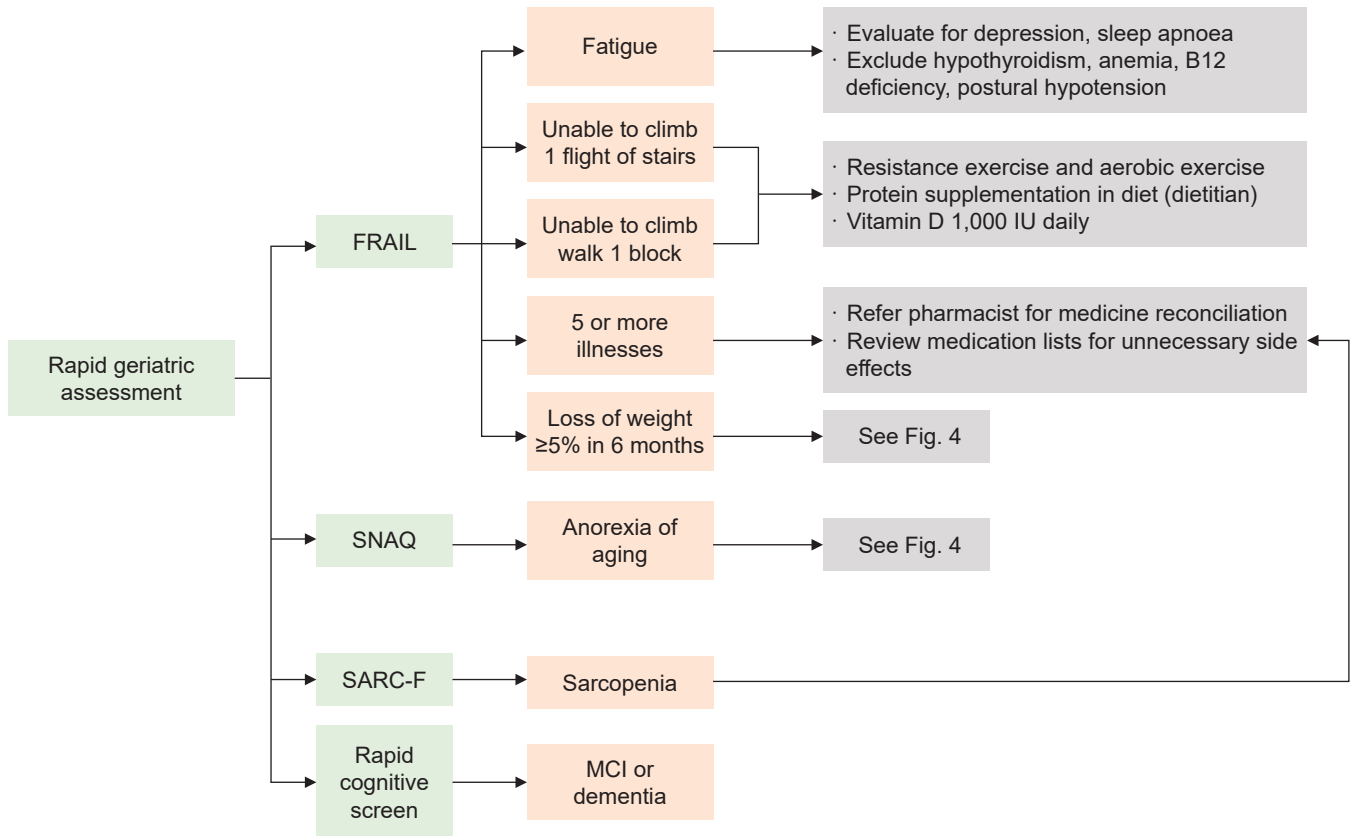 Rapid geriatric
assessment
FRAIL
Fatigue
· Evaluate for depression, sleep apnoea
· Exclude hypothyroidism, anemia, B12
deficiency, postural hypotension
Unable to climb
1 flight of stairs
Unable to climb
walk 1 block
· Resistance exercise and aerobic exercise
· Protein supplementation in diet (dietitian)
· Vitamin D 1,000 IU daily
5 or more
illnesses
· Refer pharmacist for medicine reconciliation
· Review medication lists for unnecessary side
effects
Loss of weight
≥5% in 6 months
See Fig. 4
SNAQ
Anorexia of
aging
See Fig. 4
SARC-F
Sarcopenia
Rapid
cognitive
screen
MCI or
dementia